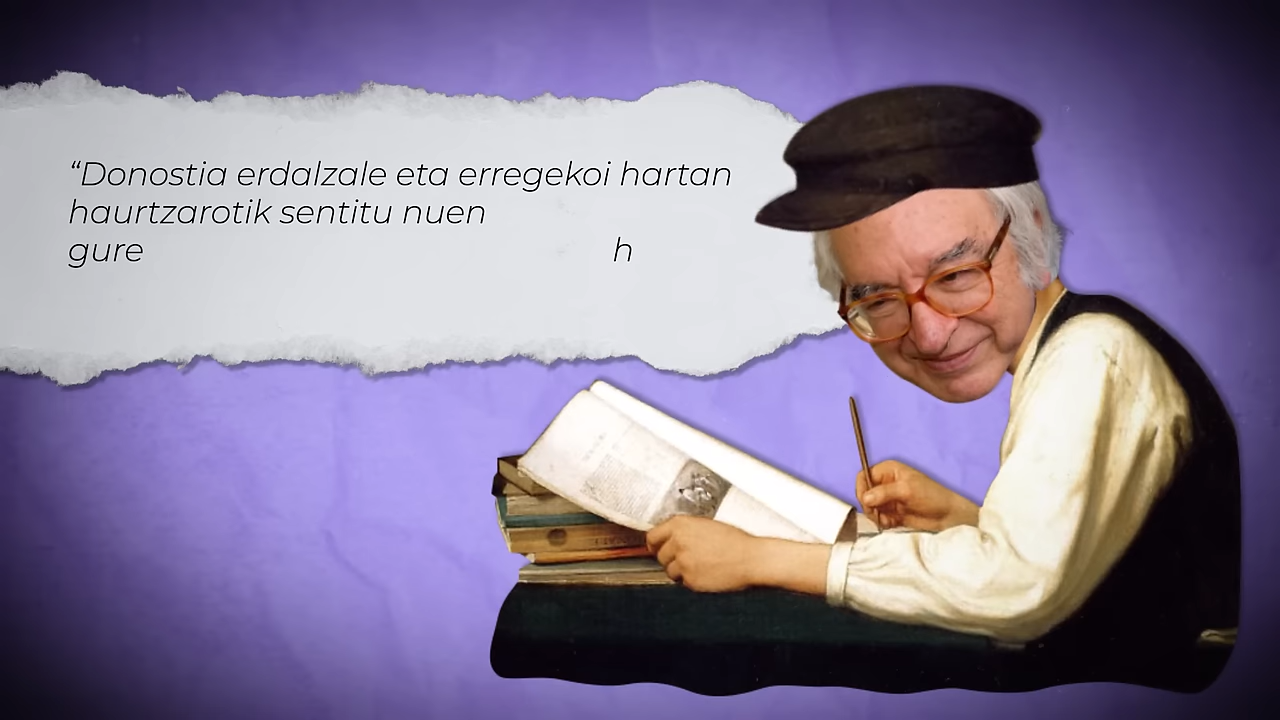 “Donostia erdalzale eta erregekoi hartan
haurtzarotik sentitu nuen
gure h